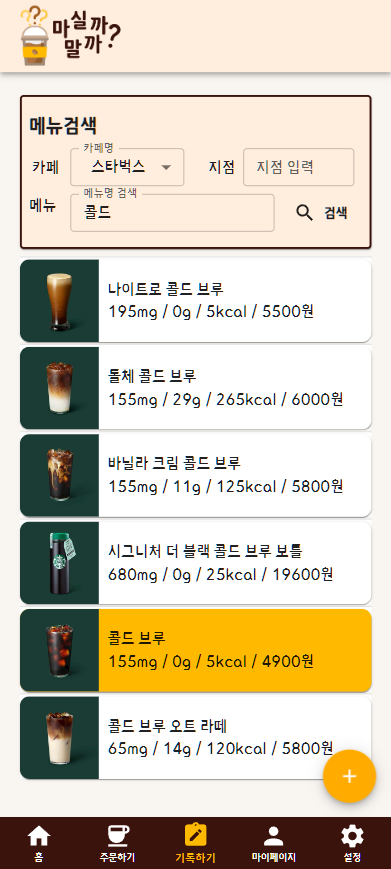 마실까?
말까?
메뉴검색
카페명
카페 스타벅스 지점 지점 입력
메뉴명 검색
메뉴 콜드 검색
나이트로 콜드 브루
195mg / 0g / 5kcal / 5500원
돌체 콜드 브루
155mg / 29g / 265kcal / 6000원
바닐라 크림 콜드 브루
155mg / 11g / 125kcal / 5800원
시그니처 더 블랙 콜드 브루 보틀
680mg / 0g / 25kcal / 19600원
콜드 브루
155mg / 0g / 5kcal / 4900원
콜드 브루 오트 라떼
65mg / 14g / 120kcal / 5800원
+
홈 주문하기 기록하기 마이페이지 설정